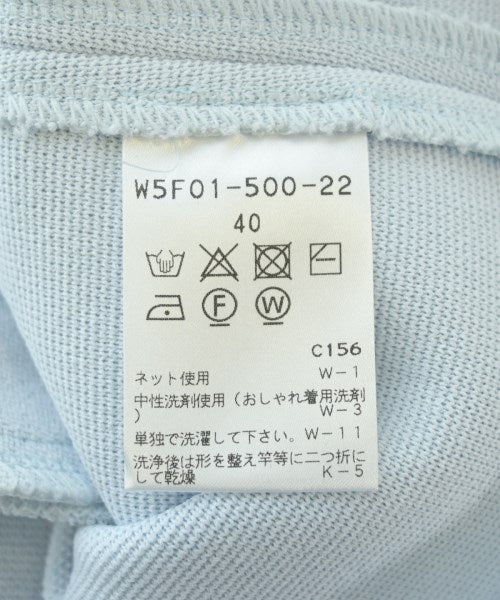 W5F01-500-22
40
F W
C156
ネット使用 W-1
中性洗剤使用(おしゃれ着用洗剤
) W-3
単独で洗濯して下さい。W-11
洗浄後は形を整え竿等に二つ折に
して乾燥 K-5